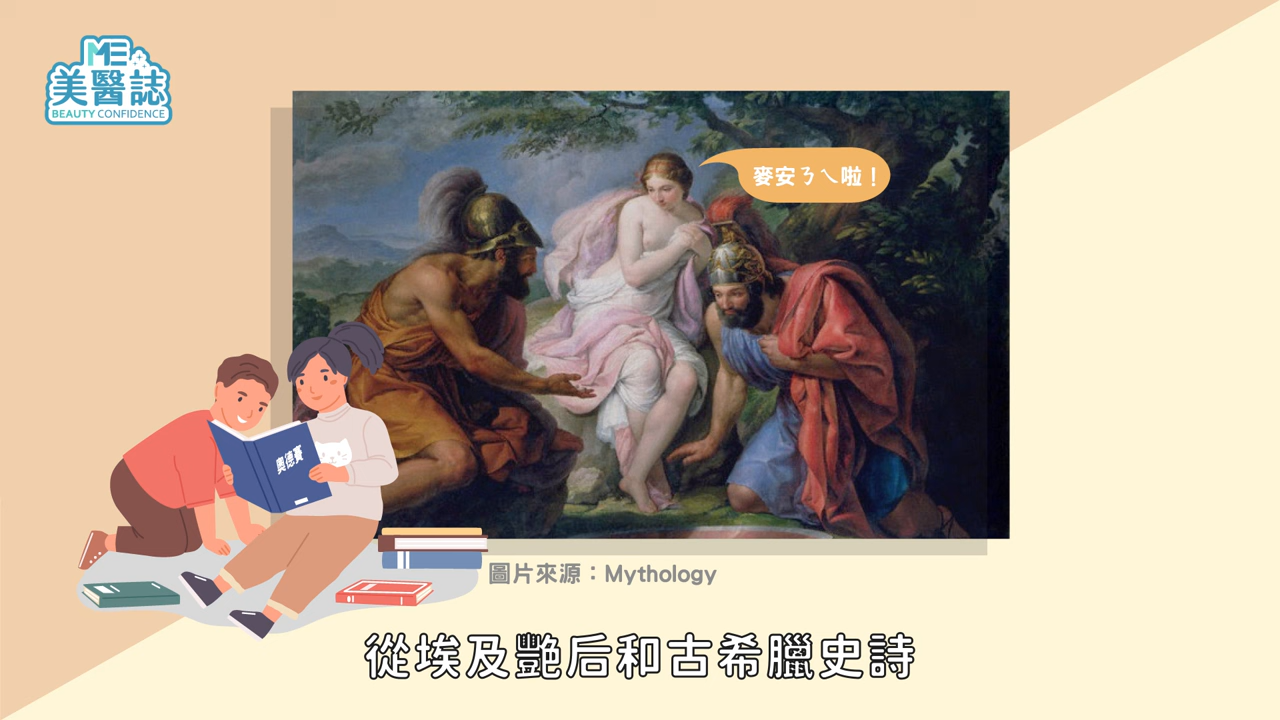 ME
美醫誌
BEAUTY CONFIDENCE
麥安ㄋㄟ啦！
奧德賽
圖片來源：Mythology
從埃及艷后和古希臘史詩